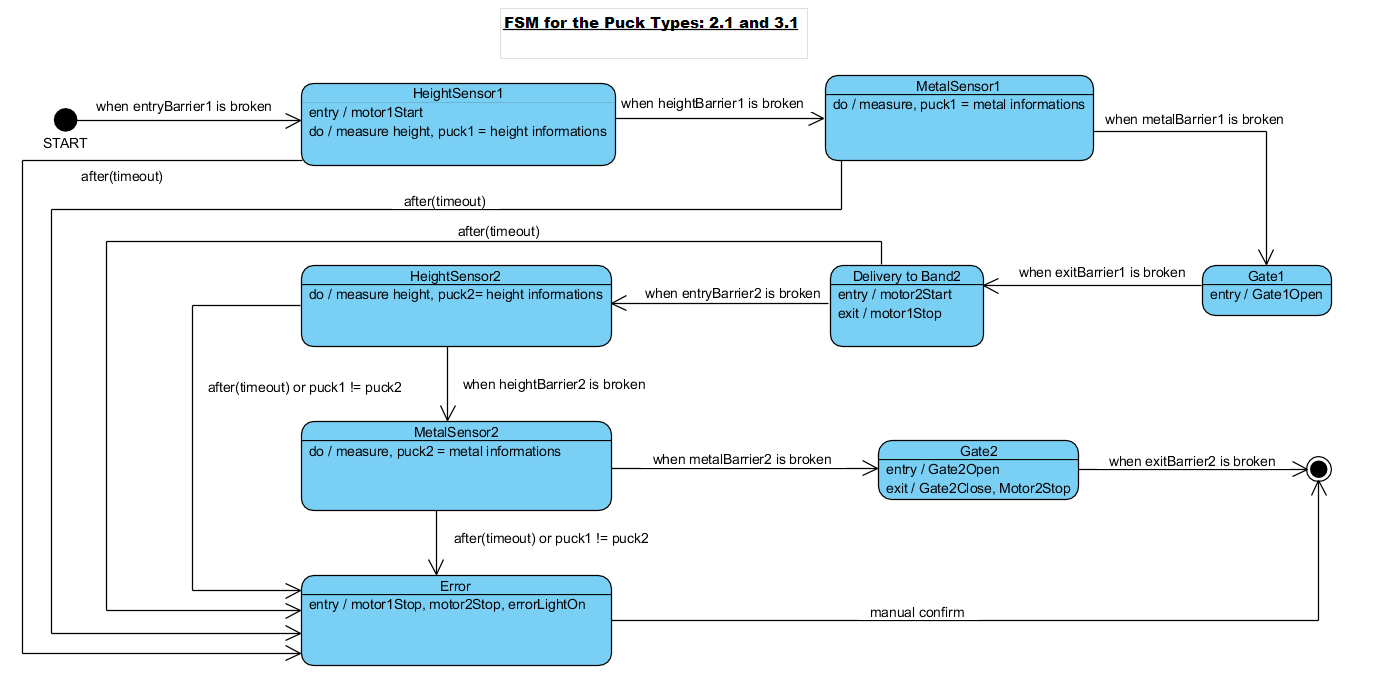 FSM for the Puck Types: 2.1 and 3.1
when entryBarrier1 is broken
START
HeightSensor1
entry / motor1Start
do / measure height, puck1 = height informations
when heightBarrier1 is broken
MetalSensor1
do / measure, puck1 = metal informations
when metalBarrier1 is broken
after(timeout)
after(timeout)
after(timeout)
HeightSensor2
do / measure height, puck2= height informations
when entryBarrier2 is broken
Delivery to Band2
entry / motor2Start
exit / motor1Stop
when exitBarrier1 is broken
Gate1
entry / Gate1Open
after(timeout) or puck1 != puck2
when heightBarrier2 is broken
MetalSensor2
do / measure, puck2 = metal informations
when metalBarrier2 is broken
Gate2
entry / Gate2Open
exit / Gate2Close, Motor2Stop
when exitBarrier2 is broken
after(timeout) or puck1 != puck2
Error
entry / motor1Stop, motor2Stop, errorLightOn
manual confirm